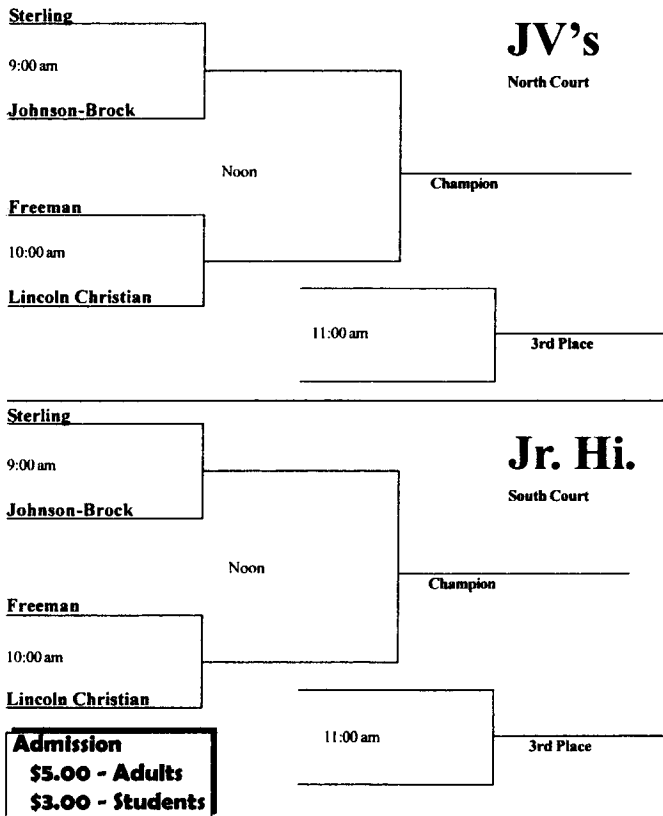 Sterling
JV's
9:00 am
North Court
Johnson-Brock
Noon
Champion
Freeman
10:00 am
Lincoln Christian
11:00 am
3rd Place
Sterling
Jr. Hi.
9:00 am
South Court
Johnson-Brock
Noon
Champion
Freeman
10:00 am
Lincoln Christian
11:00 am
3rd Place
Admission
$5.00 - Adults
$3.00 - Students